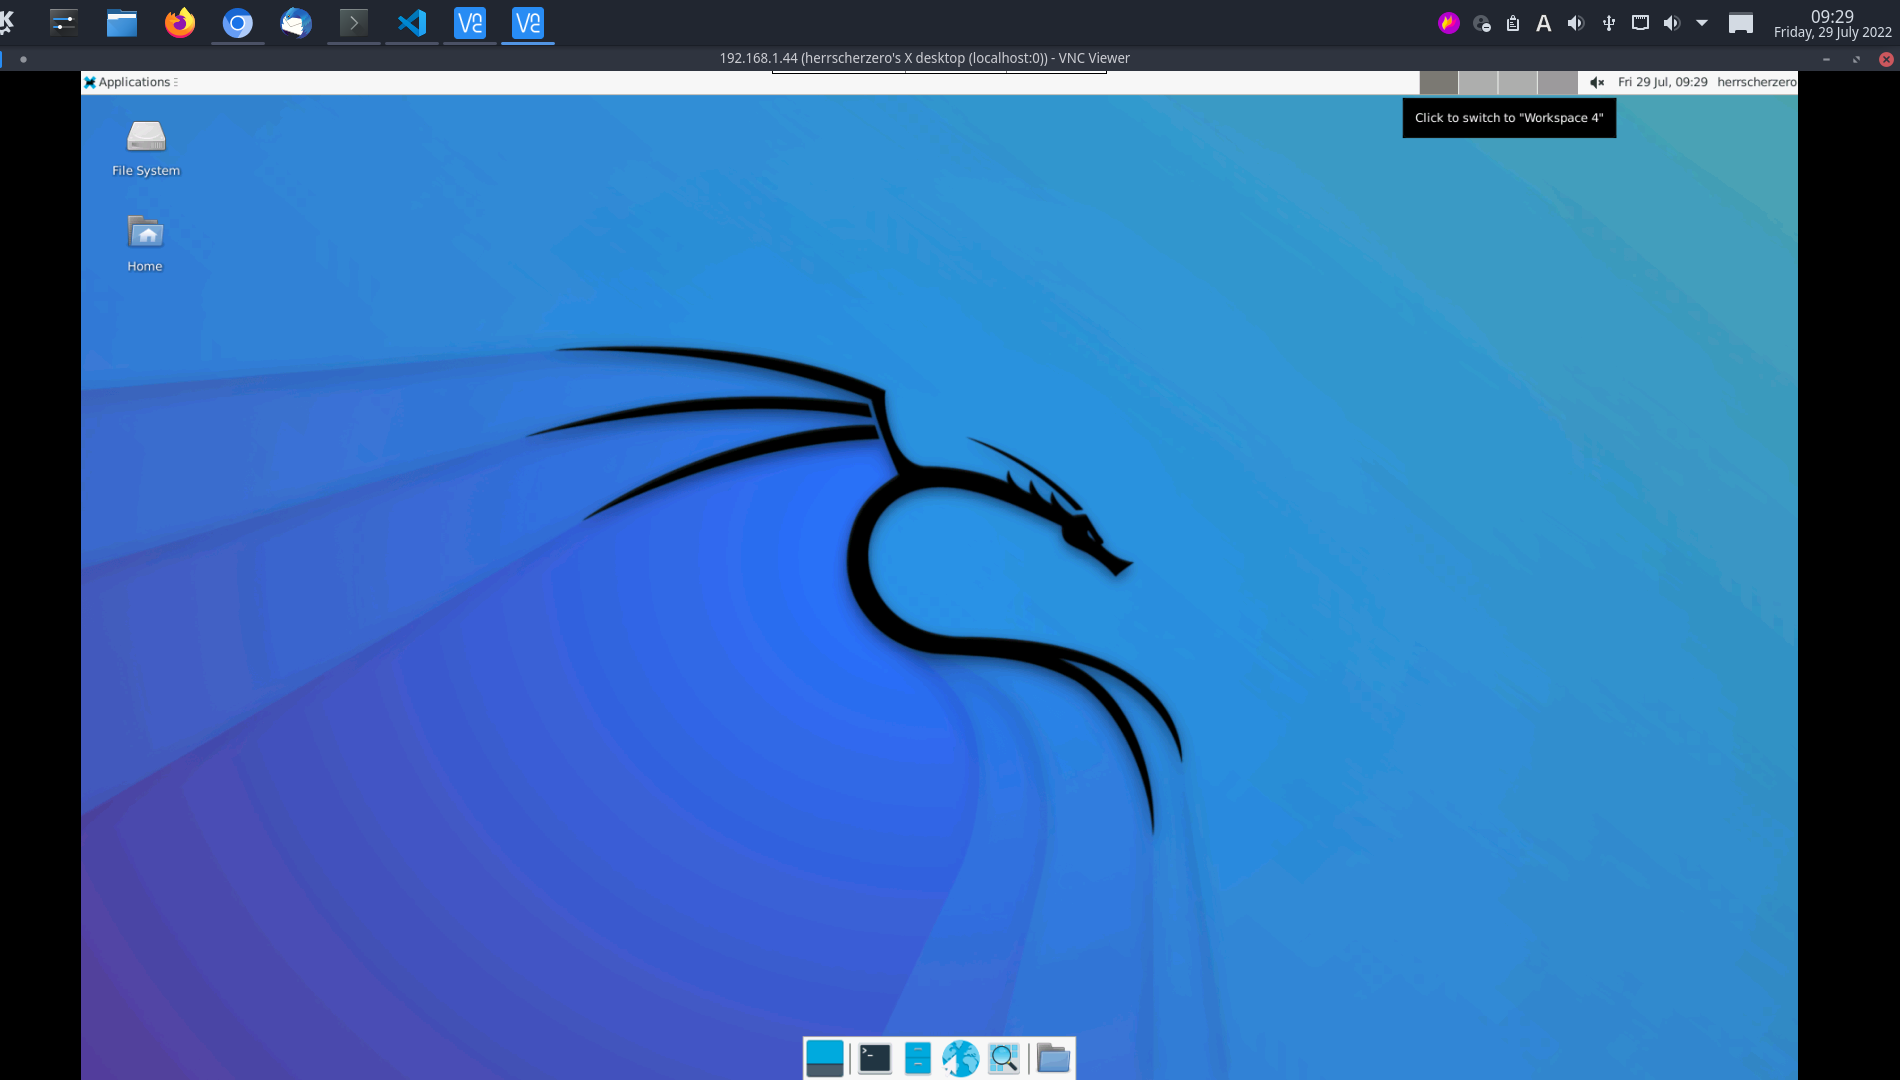 09:29
Friday, 29 July 2022
192.168.1.44 (herrscherzero's X desktop (localhost:0)) - VNC Viewer
Applications
Fri 29 Jul, 09:29
herrscherzero
Click to switch to "Workspace 4"
File System
Home